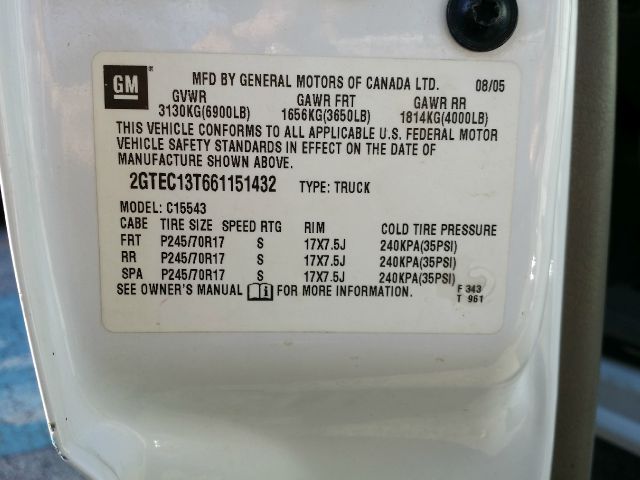 GM ® MFD BY GENERAL MOTORS OF CANADA LTD. 08/05
GVWR GAWR FRT GAWR RR
3130KG(6900LB) 1656KG(3650LB) 1814KG(4000LB)
THIS VEHICLE CONFORMS TO ALL APPLICABLE U.S. FEDERAL MOTOR
VEHICLE SAFETY STANDARDS IN EFFECT ON THE DATE OF
MANUFACTURE SHOWN ABOVE.
2GTEC13T661151432 TYPE: TRUCK
MODEL: C15543
CABE TIRE SIZE SPEED RTG RIM COLD TIRE PRESSURE
FRT P245/70R17 S 17X7.5J 240KPA(35PSI)
RR P245/70R17 S 17X7.5J 240KPA(35PSI)
SPA P245/70R17 S 17X7.5J 240KPA(35PSI)
SEE OWNER'S MANUAL FOR MORE INFORMATION.
F 343
T 961